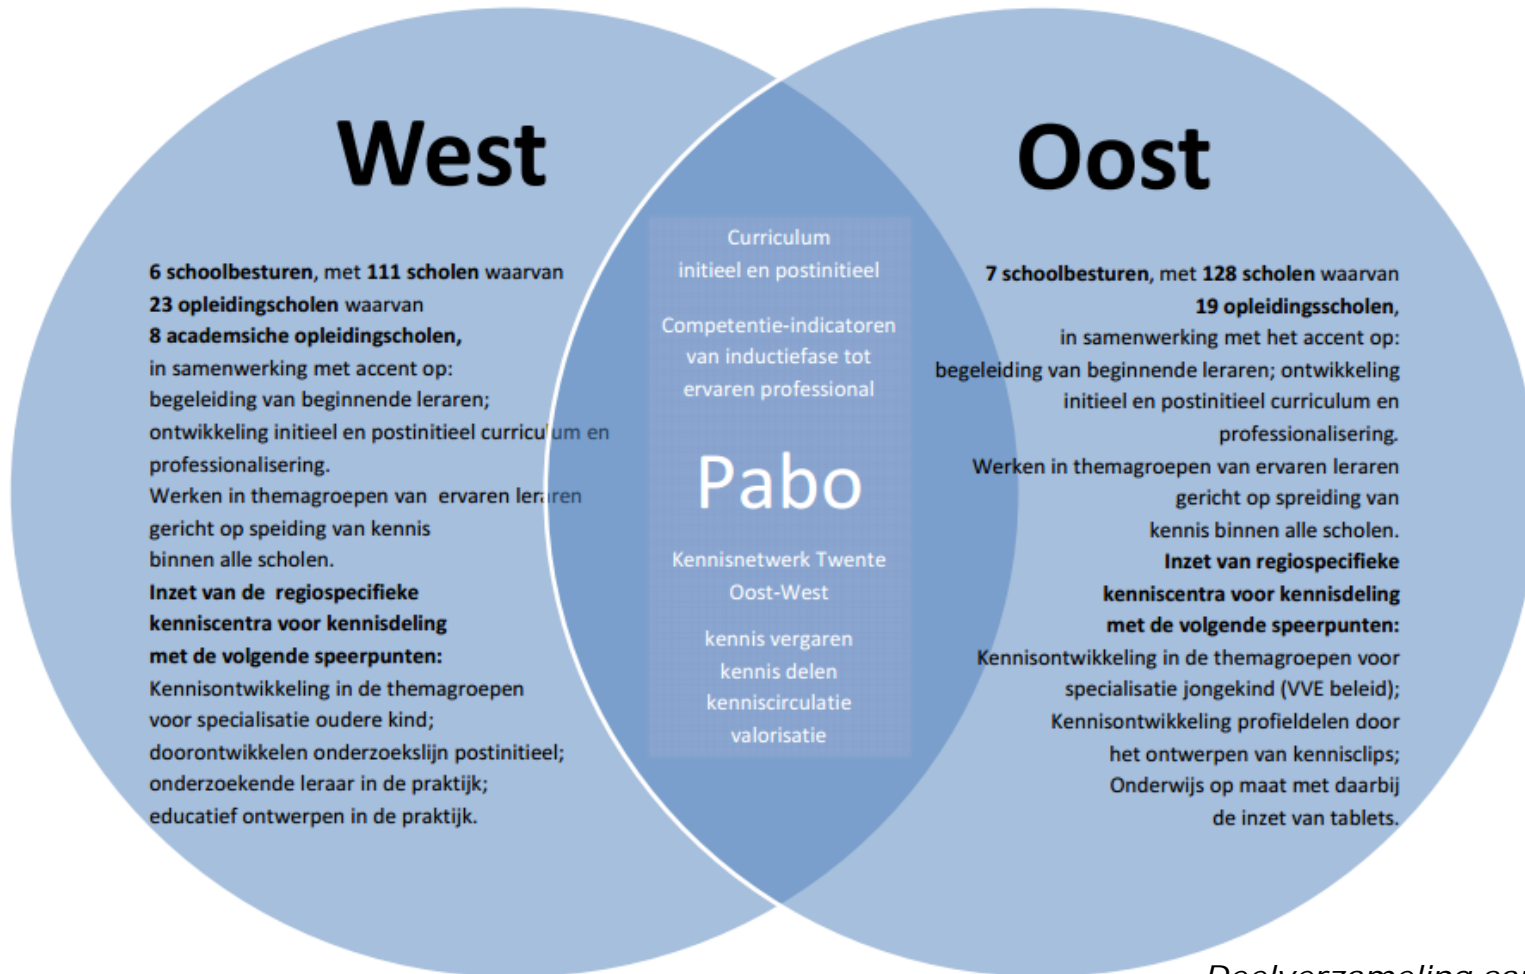 West
6 schoolbesturen, met 111 scholen waarvan
23 opleidingscholen waarvan
8 academsiche opleidingscholen,
in samenwerking met accent op:
begeleiding van beginnende leraren;
ontwikkeling initieel en postinitieel curriculum en
professionalisering.
Werken in themagroepen van ervaren leraren
gericht op speiding van kennis
binnen alle scholen.
Inzet van de regiospecifieke
kenniscentra voor kennisdeling
met de volgende speerpunten:
Kennisontwikkeling in de themagroepen
voor specialisatie oudere kind;
doorontwikkelen onderzoekslijn postinitieel;
onderzoekende leraar in de praktijk;
educatief ontwerpen in de praktijk.
Curriculum
initieel en postinitieel
Competentie-indicatoren
van inductiefase tot
ervaren professional
Pabo
Kennisnetwerk Twente
Oost-West
kennis vergaren
kennis delen
kenniscirculatie
valorisatie
Oost
7 schoolbesturen, met 128 scholen waarvan
19 opleidingsscholen,
in samenwerking met het accent op:
begeleiding van beginnende leraren; ontwikkeling
initieel en postinitieel curriculum en
professionalisering.
Werken in themagroepen van ervaren leraren
gericht op spreiding van
kennis binnen alle scholen.
Inzet van regiospecifieke
kenniscentra voor kennisdeling
met de volgende speerpunten:
Kennisontwikkeling in de themagroepen voor
specialisatie jongekind (VVE beleid);
Kennisontwikkeling profieldelen door
het ontwerpen van kennisclips;
Onderwijs op maat met daarbij
de inzet van tablets.